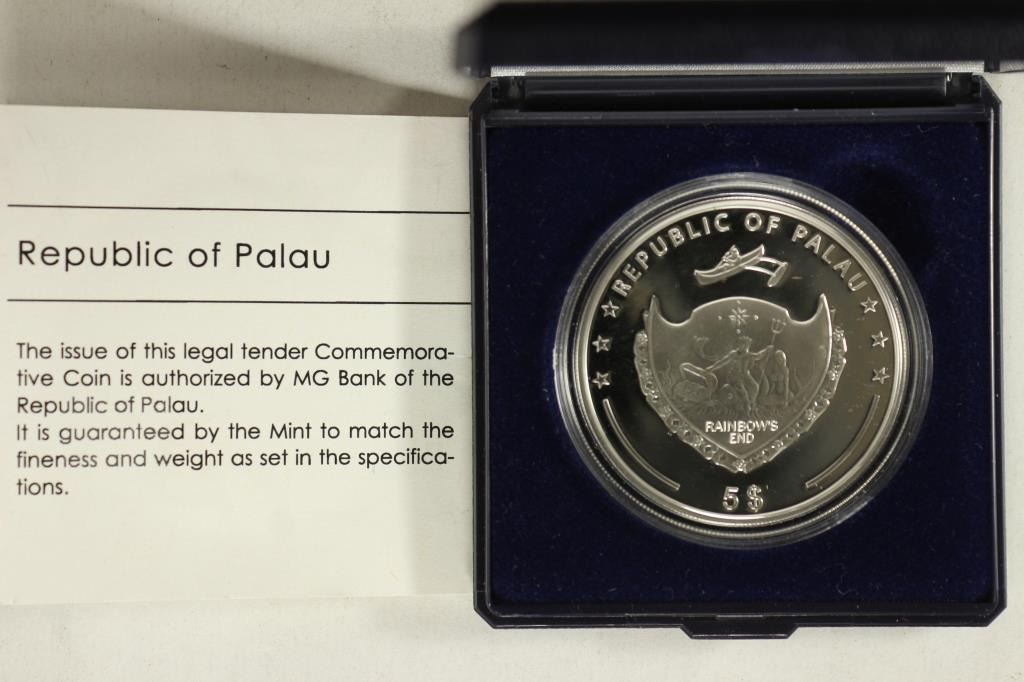 Republic of Palau
The issue of this legal tender Commemora-
tive Coin is authorized by MG Bank of the
Republic of Palau.
It is guaranteed by the Mint to match the
fineness and weight as set in the specifica-
tions.
REPUBLIC OF PALAU
RAINBOW'S
END
5 $